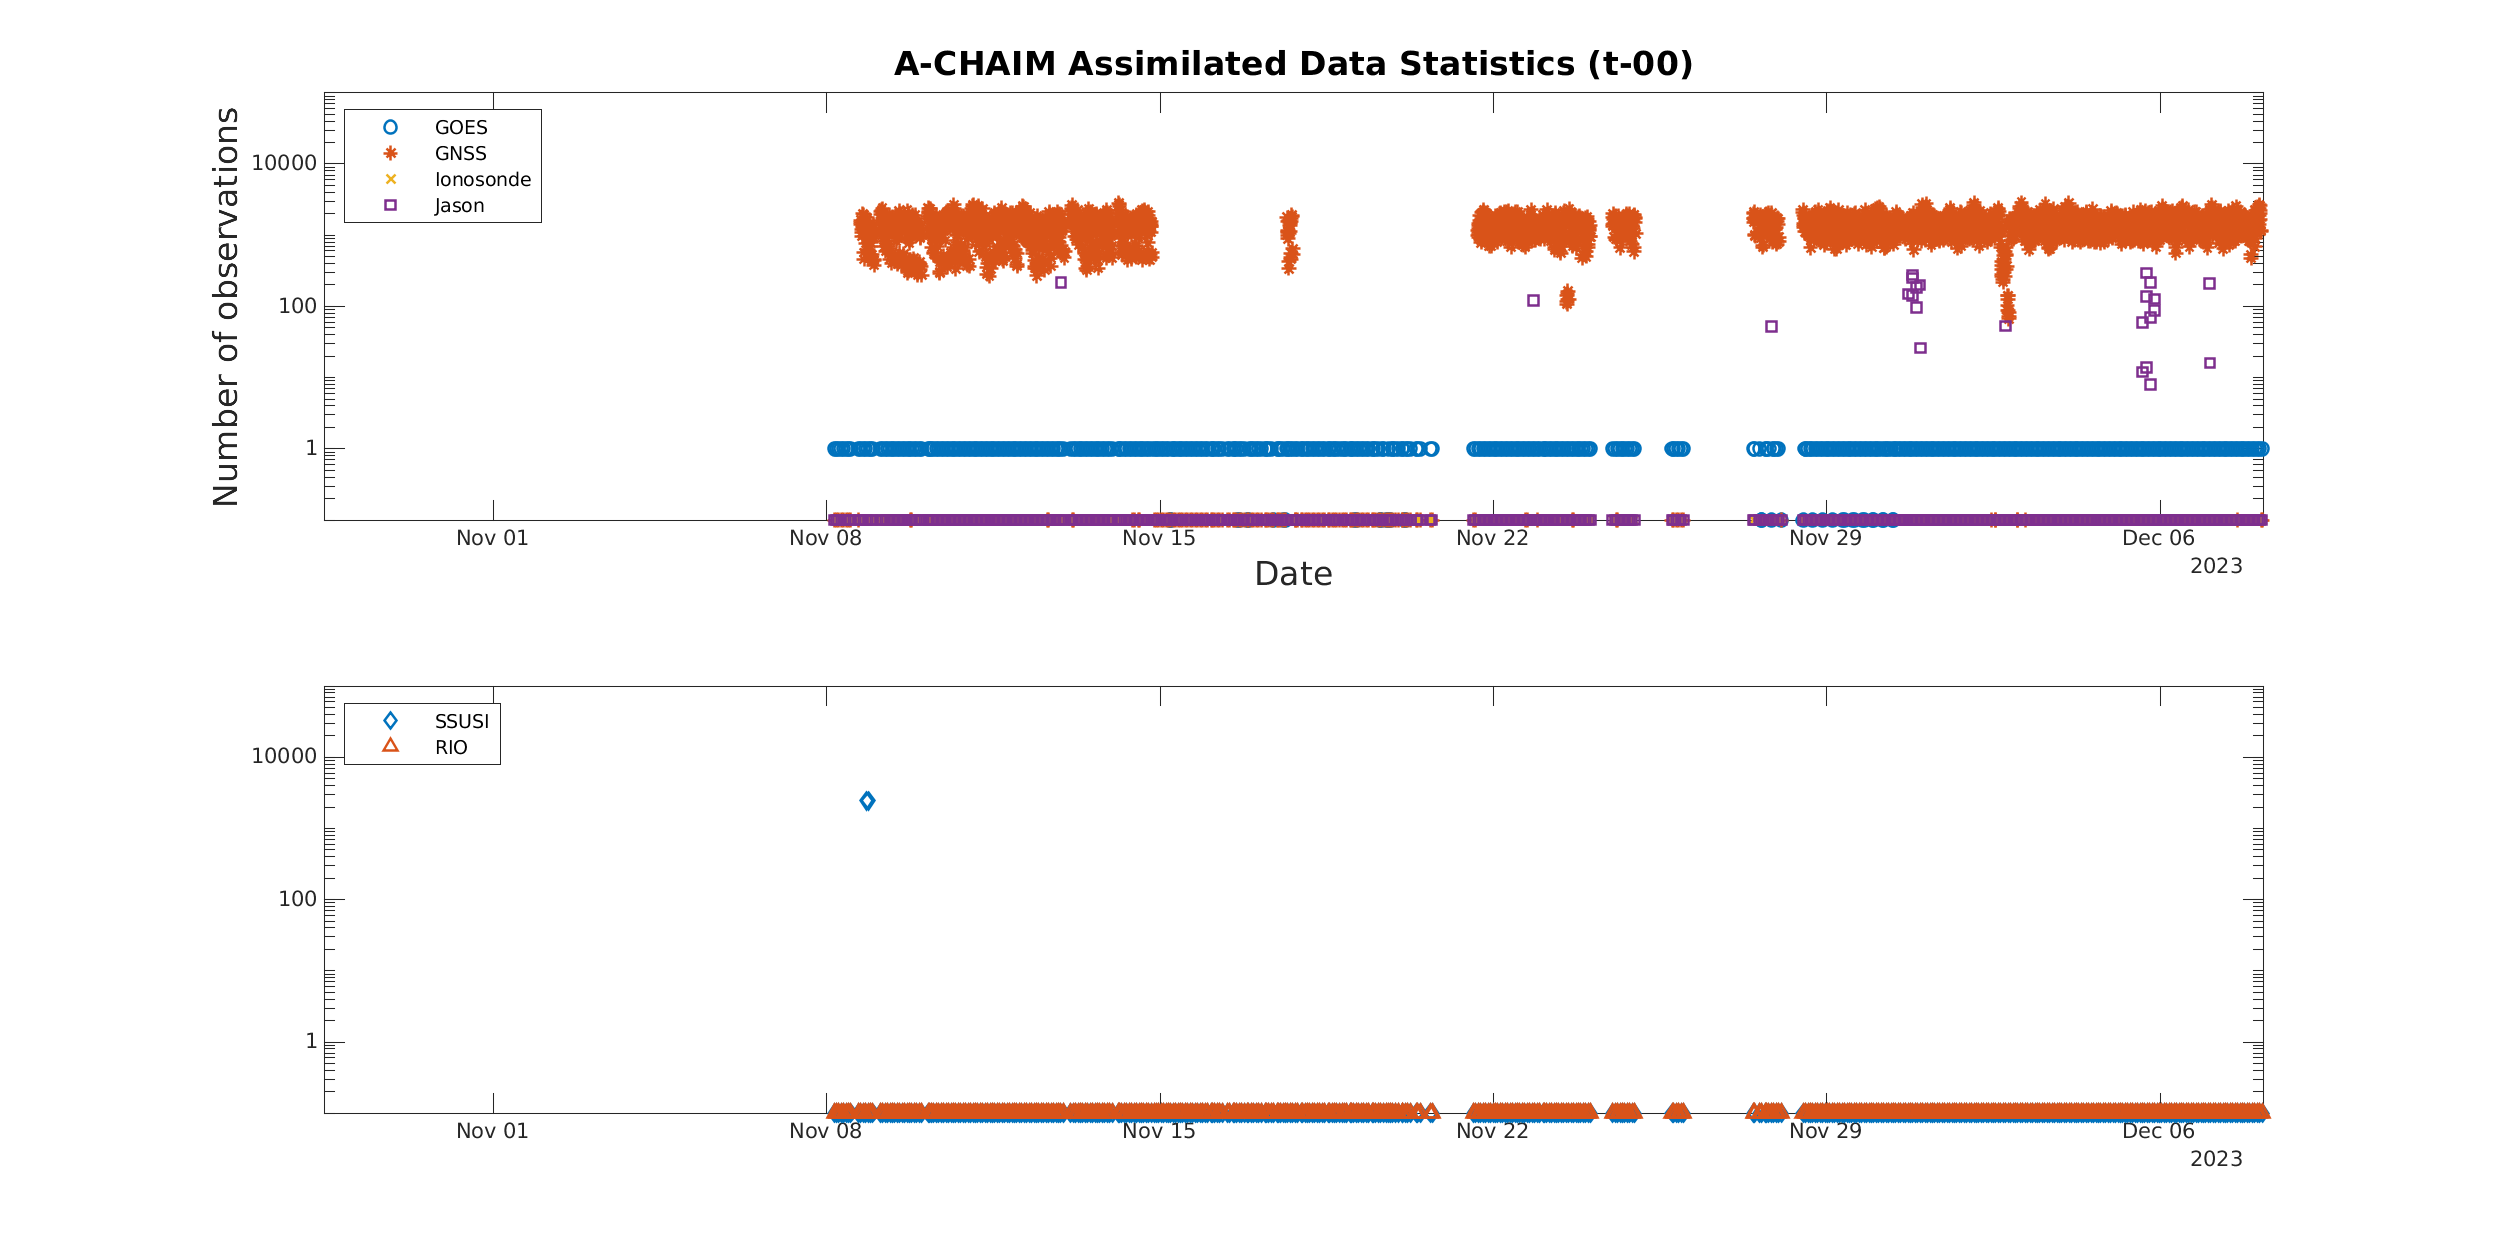 A-CHAIM Assimilated Data Statistics (t-00)
Number of observations
10000
100
1
GOES
GNSS
Ionosonde
Jason
Nov 01
Nov 08
Nov 15
Nov 22
Nov 29
Dec 06
2023
Date
10000
100
1
SSUSI
RIO
Nov 01
Nov 08
Nov 15
Nov 22
Nov 29
Dec 06
2023